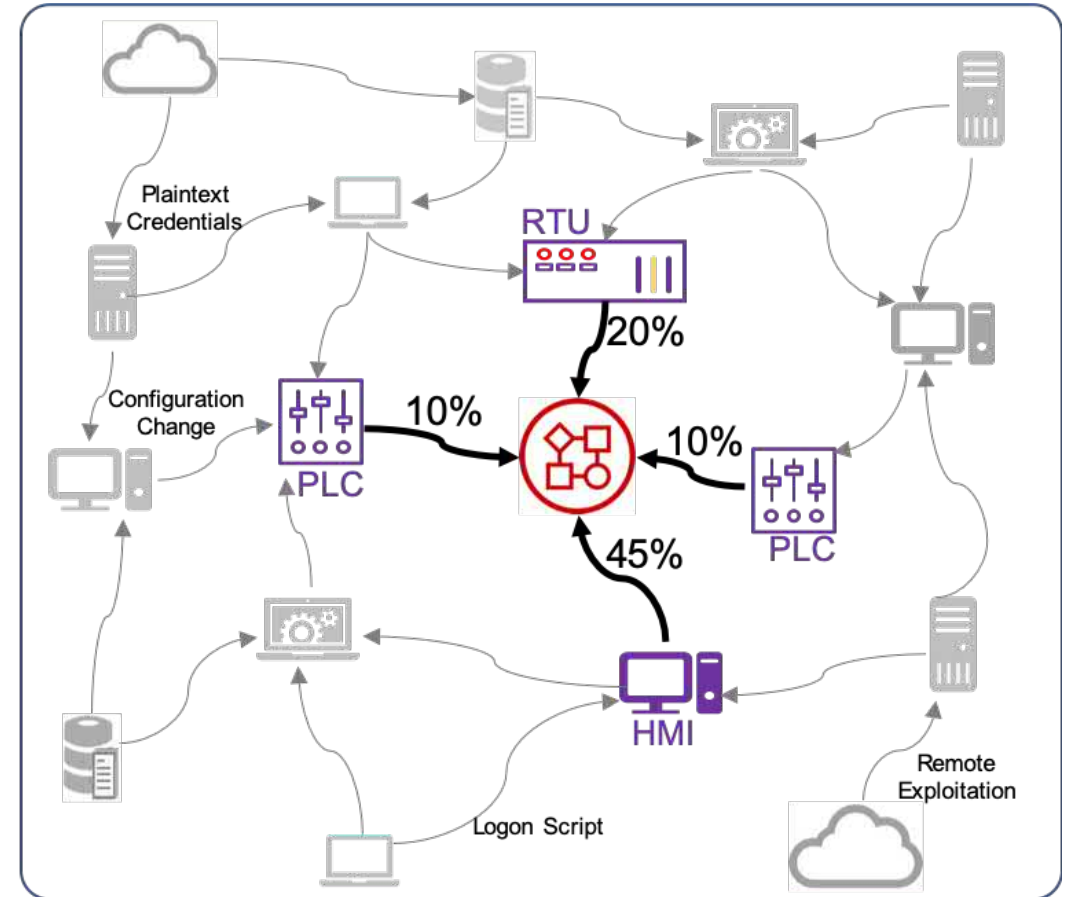 Plaintext
Credentials
RTU
20%
Configuration
Change
10%
10%
PLC
PLC
45%
HMI
Remote
Exploitation
Logon Script